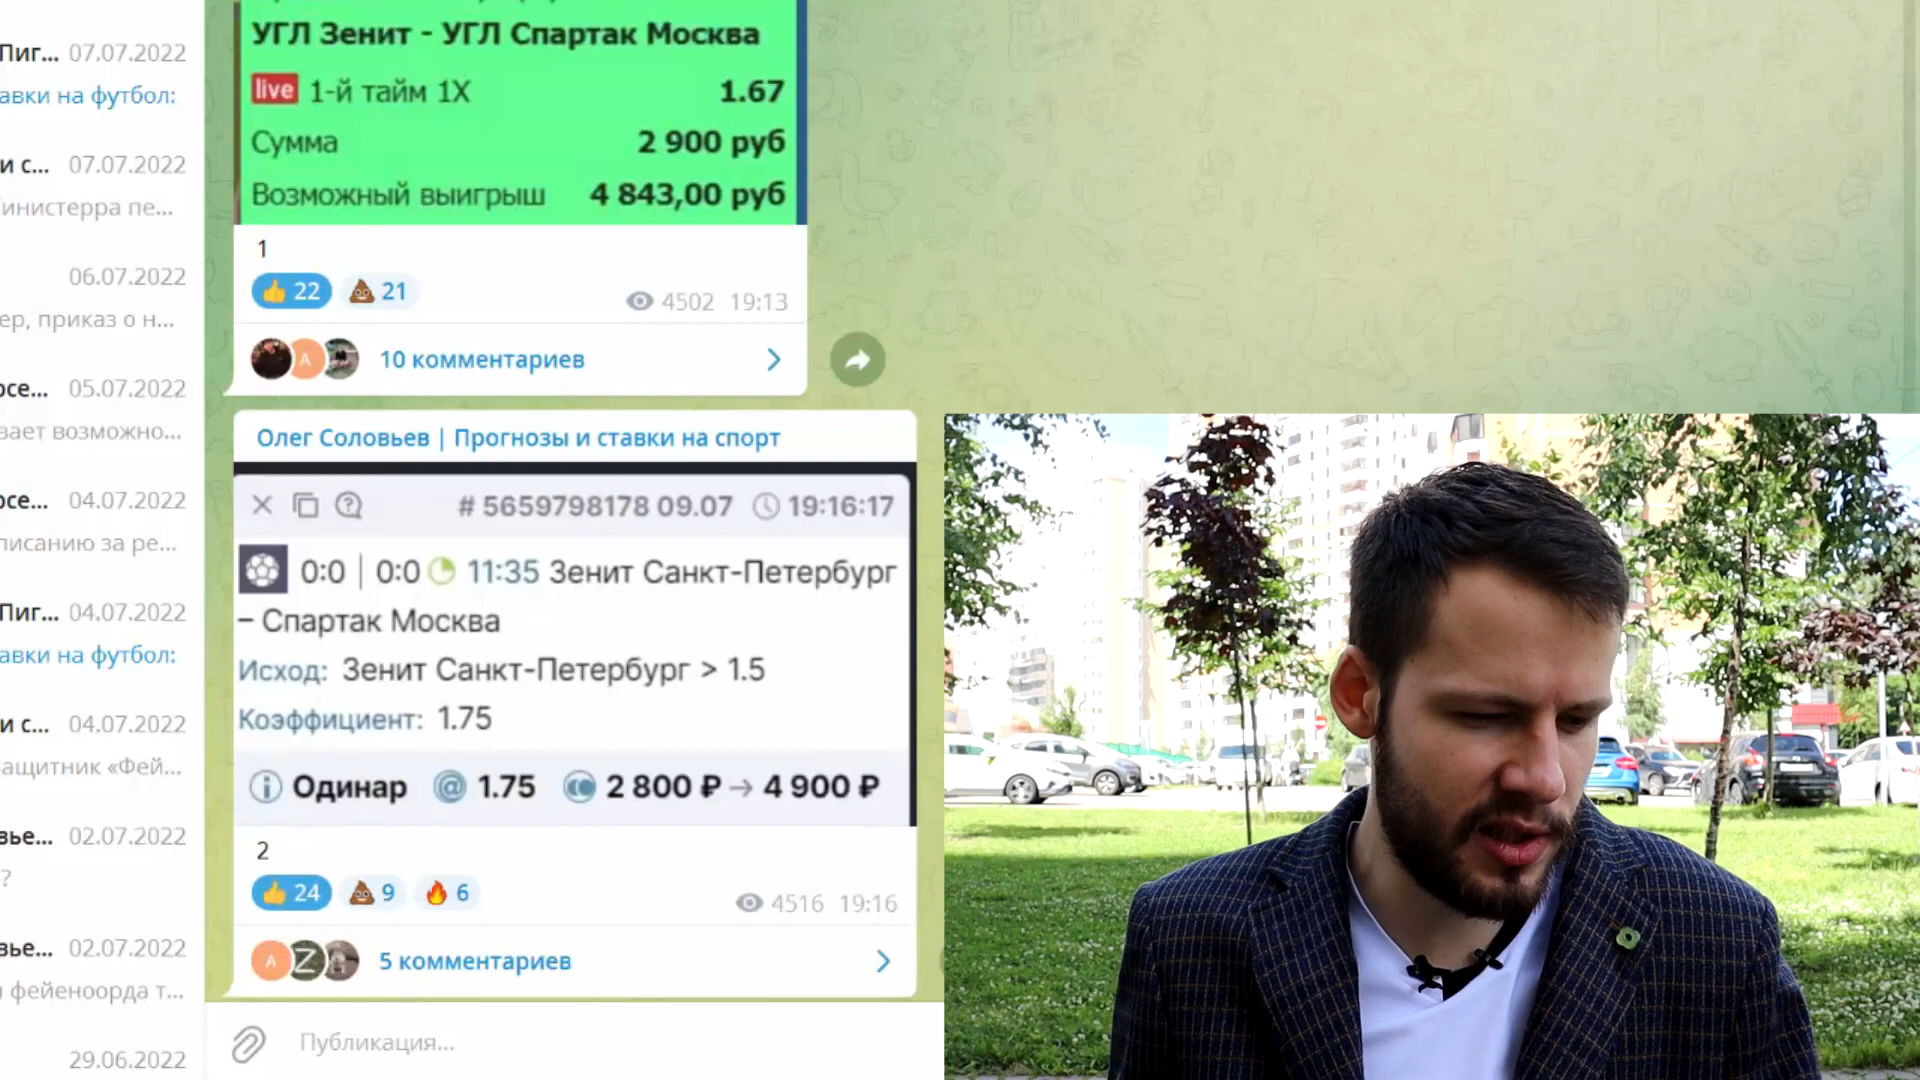 Пиг... 07.07.2022
авки на футбол:
и с... 07.07.2022
инистерра пе...
06.07.2022
ер, приказ о н...
рсе... 05.07.2022
вает возможно...
рсе... 04.07.2022
писанию за ре...
Пиг... 04.07.2022
авки на футбол:
и с... 04.07.2022
ащитник «Фей...
вье... 02.07.2022
?
вье... 02.07.2022
фейеноорда т...
29.06.2022
УГЛ Зенит - УГЛ Спартак Москва
live 1-й тайм 1X 1.67
Сумма 2 900 руб
Возможный выигрыш 4 843,00 руб
1
22 21 4502 19:13
А 10 комментариев
Олег Соловьев | Прогнозы и ставки на спорт
# 5659798178 09.07 19:16:17
0:0 | 0:0 11:35 Зенит Санкт-Петербург
– Спартак Москва
Исход: Зенит Санкт-Петербург > 1.5
Коэффициент: 1.75
Одинар @ 1.75 2 800 ₽ → 4 900 ₽
2
24 9 6 4516 19:16
А Z 5 комментариев
Публикация...